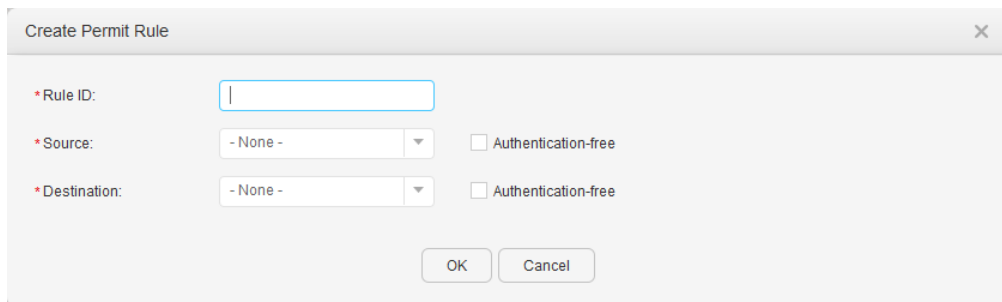 Create Permit Rule
*Rule ID:
*Source: - None - Authentication-free
*Destination: - None - Authentication-free
OK Cancel